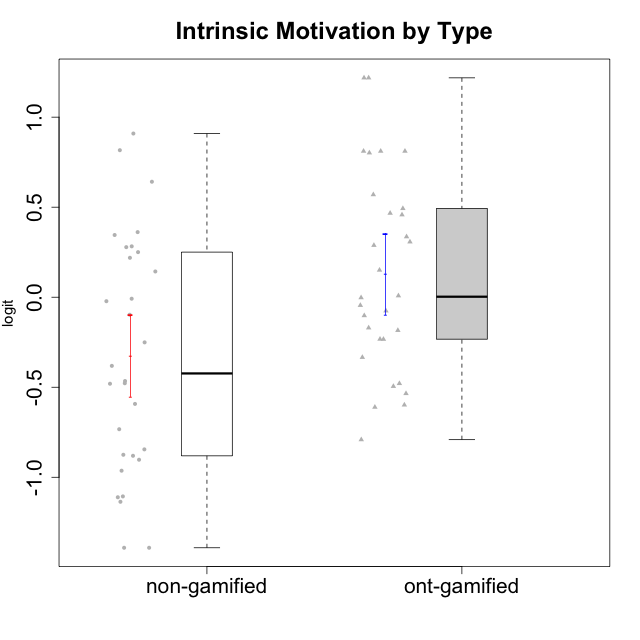 Intrinsic Motivation by Type
logit
1.0
0.5
0.0
-0.5
-1.0
non-gamified
ont-gamified